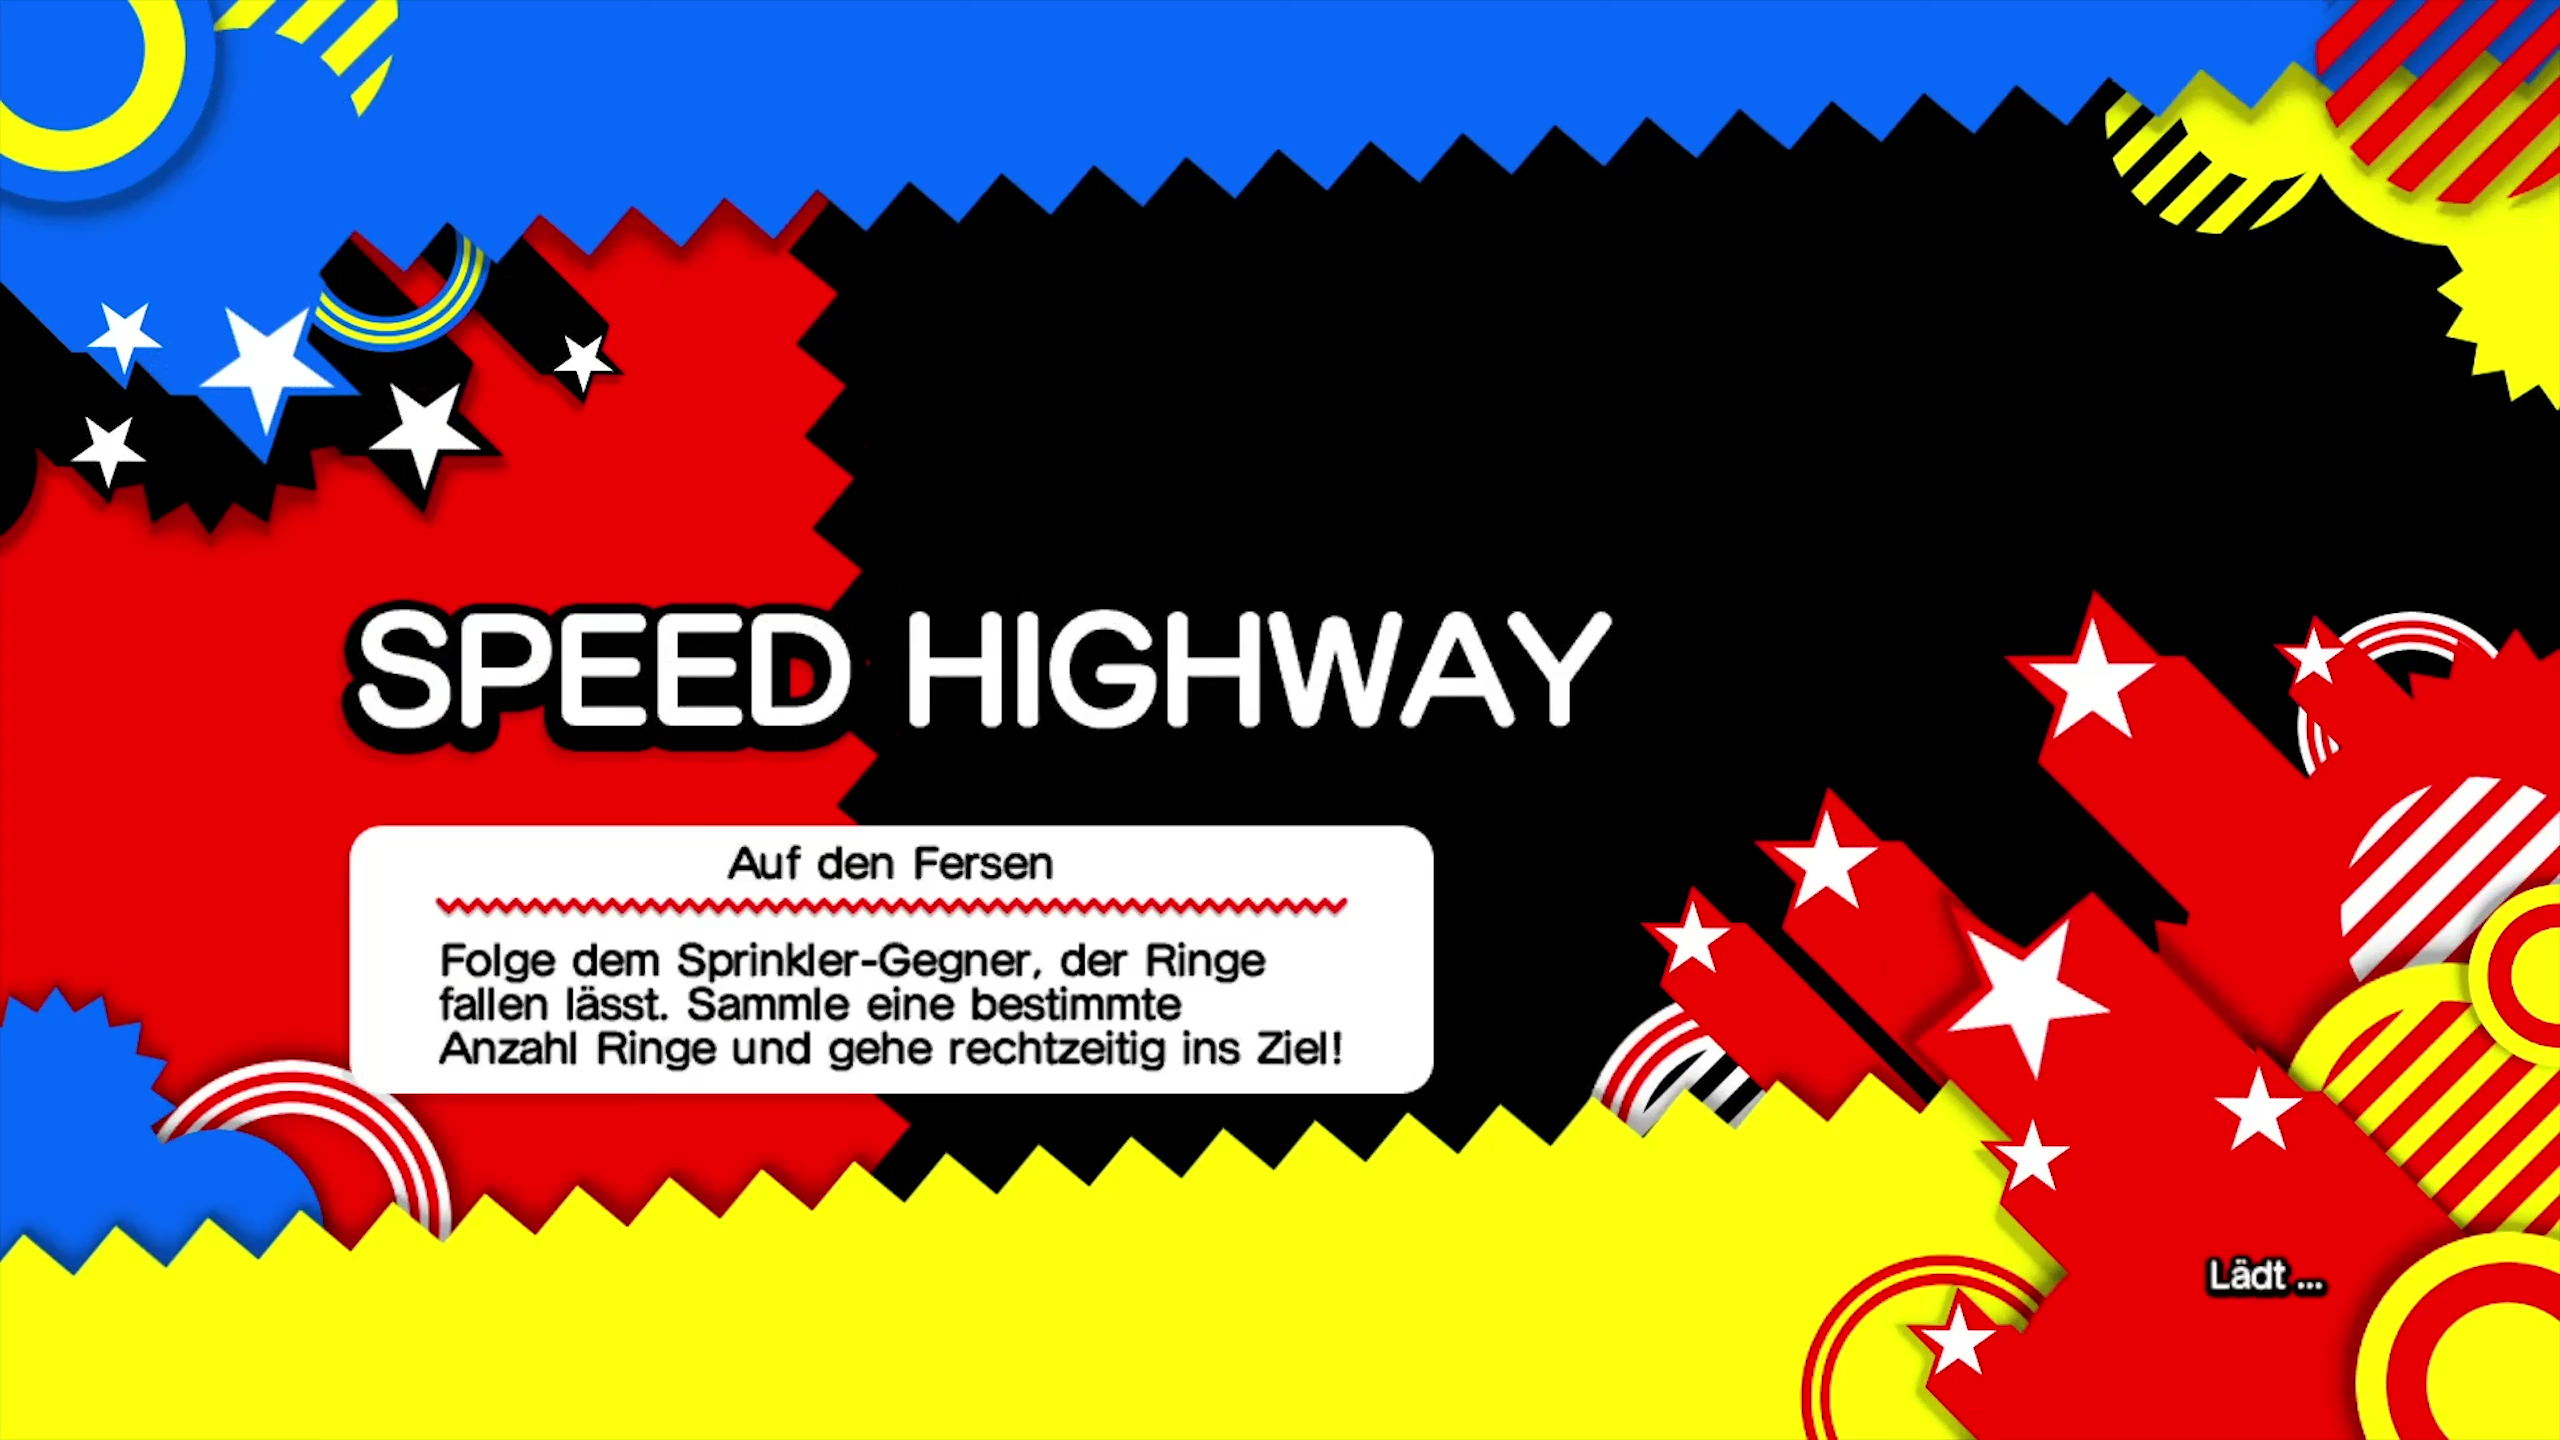 SPEED HIGHWAY
Auf den Fersen
Folge dem Sprinkler-Gegner, der Ringe
fallen lässt. Sammle eine bestimmte
Anzahl Ringe und gehe rechtzeitig ins Ziel!
Lädt ...